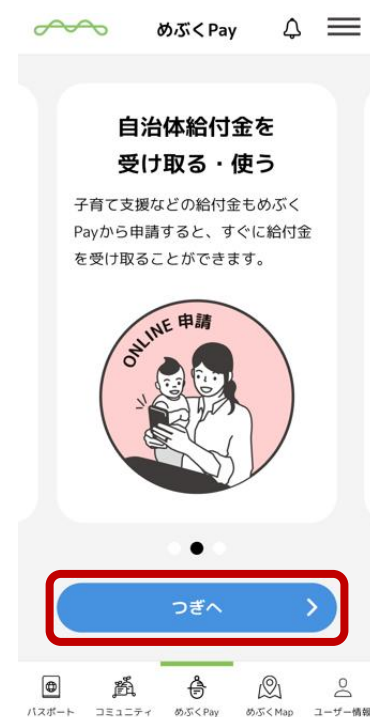 めぶくPay
自治体給付金を
受け取る・使う
子育て支援などの給付金もめぶく
Payから申請すると、すぐに給付金
を受け取ることができます。
ONLINE 申請
つぎへ
パスポート
コミュニティ
めぶくPay
めぶくMap
ユーザー情報